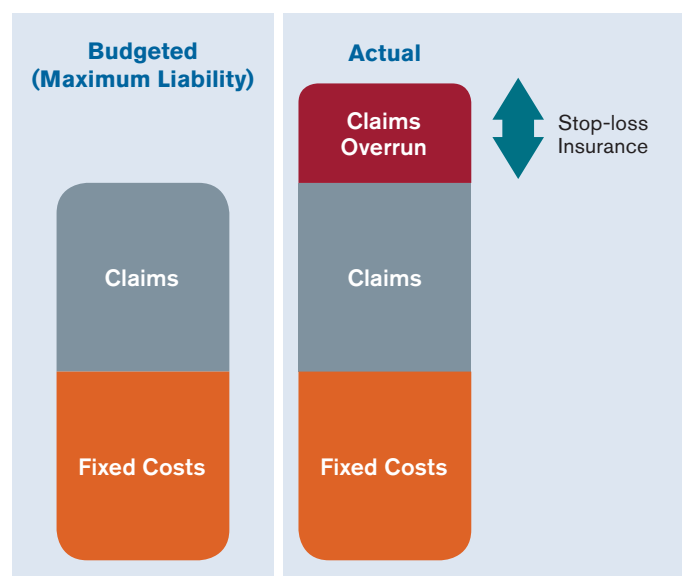 Budgeted
(Maximum Liability)
Claims
Fixed Costs
Actual
Claims
Overrun
Stop-loss
Insurance
Claims
Fixed Costs